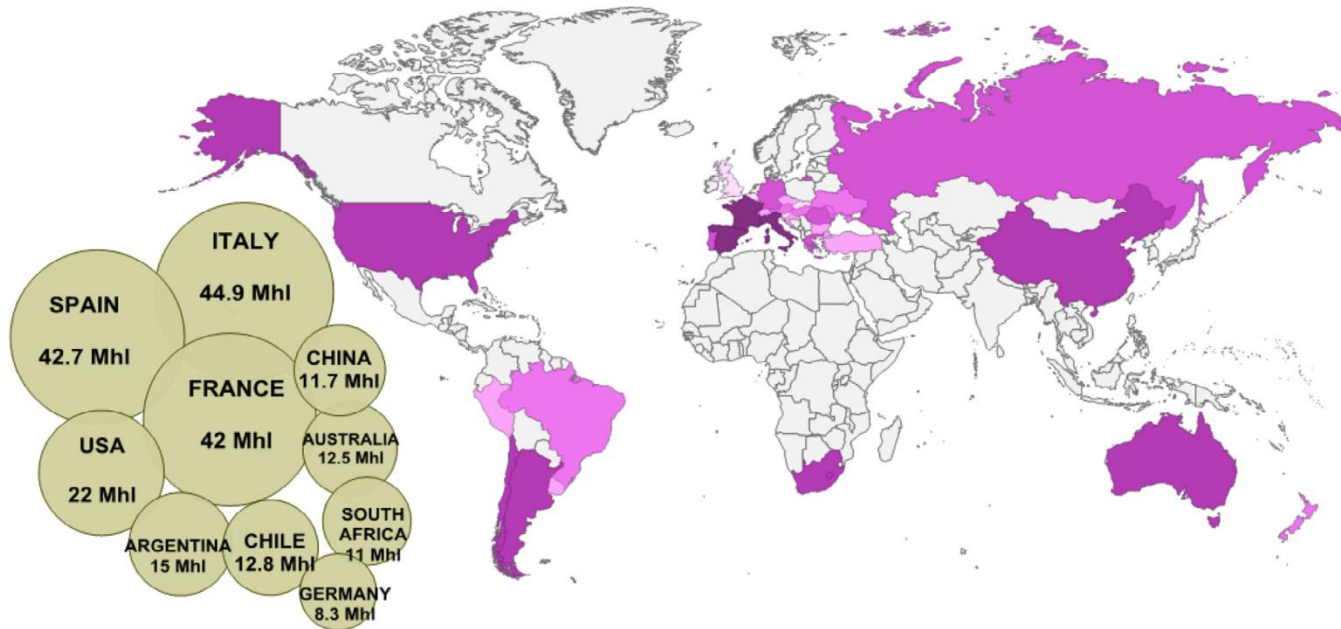 ITALY
44.9 Mhl
SPAIN
42.7 Mhl
CHINA
11.7 Mhl
FRANCE
42 Mhl
AUSTRALIA
12.5 Mhl
USA
22 Mhl
SOUTH
AFRICA
11 Mhl
ARGENTINA
15 Mhl
CHILE
12.8 Mhl
GERMANY
8.3 Mhl